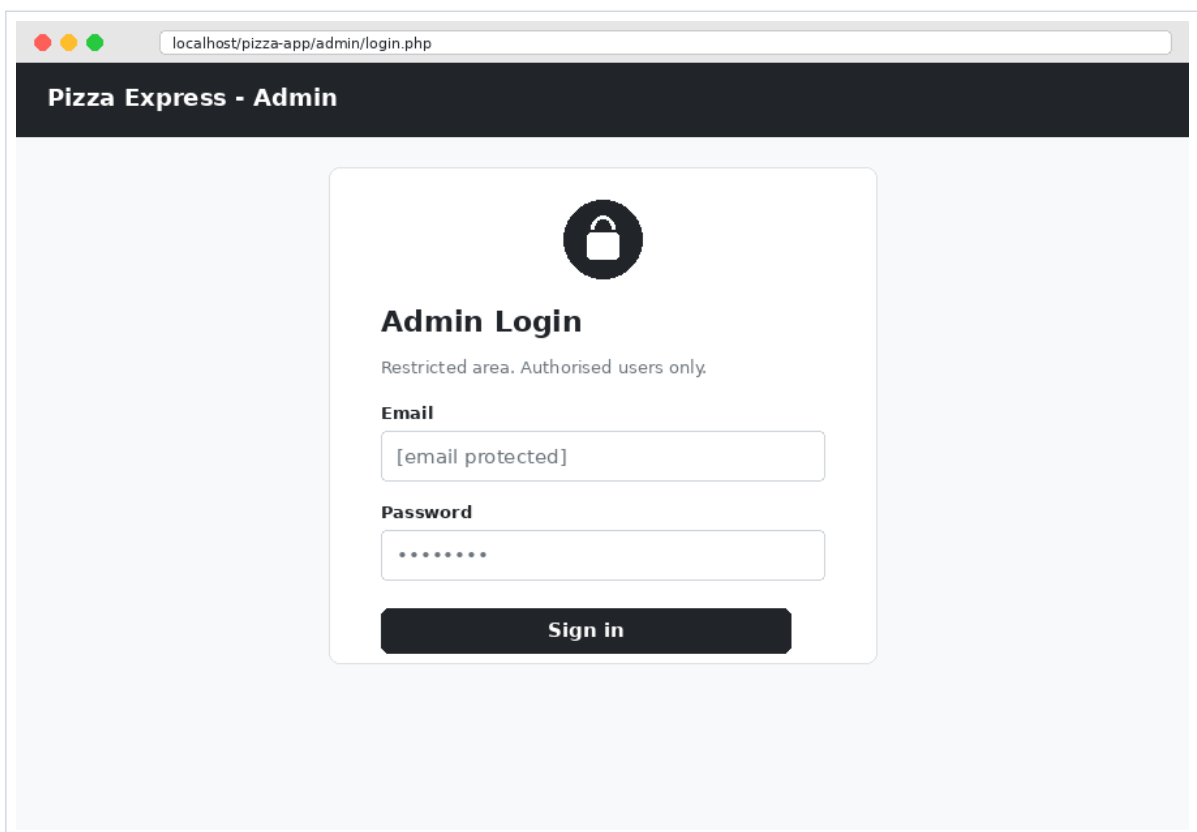 localhost/pizza-app/admin/login.php
Pizza Express - Admin
Admin Login
Restricted area. Authorised users only.
Email
[email protected]
Password
••••••••
Sign in